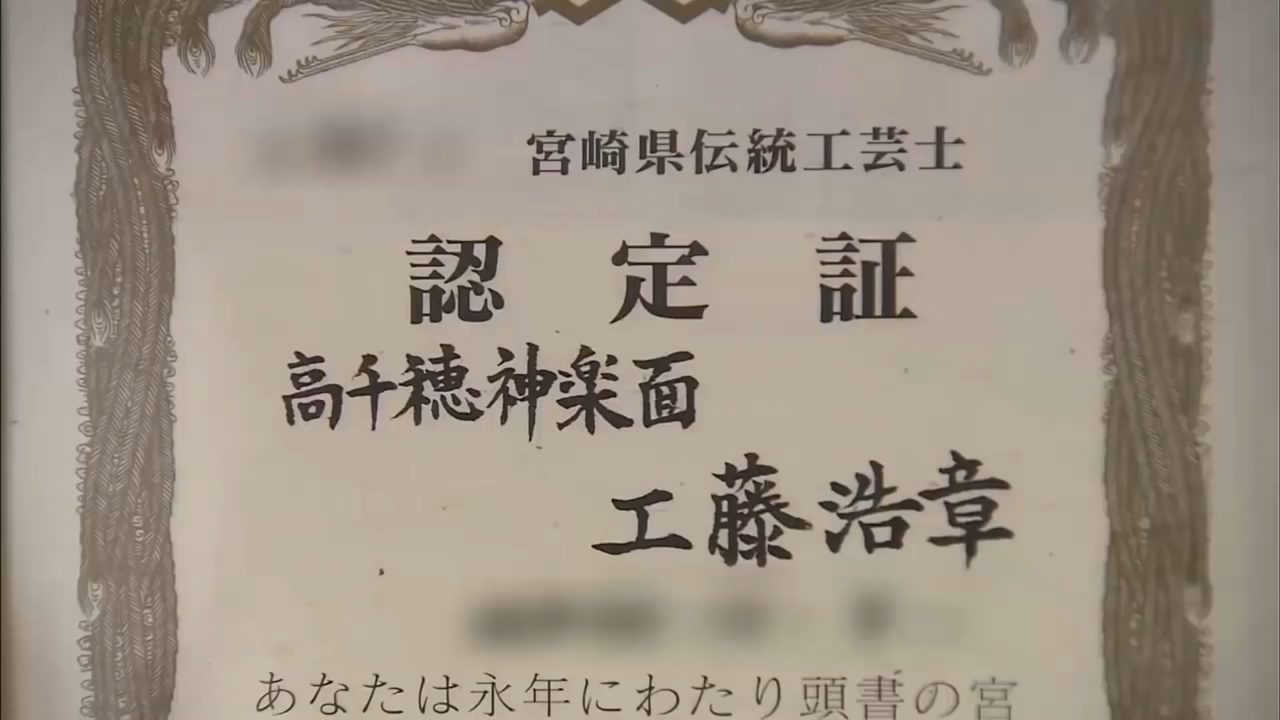 宮崎県伝統工芸士
認定証
高千穂神楽面
工藤浩章
あなたは永年にわたり頭書の宮